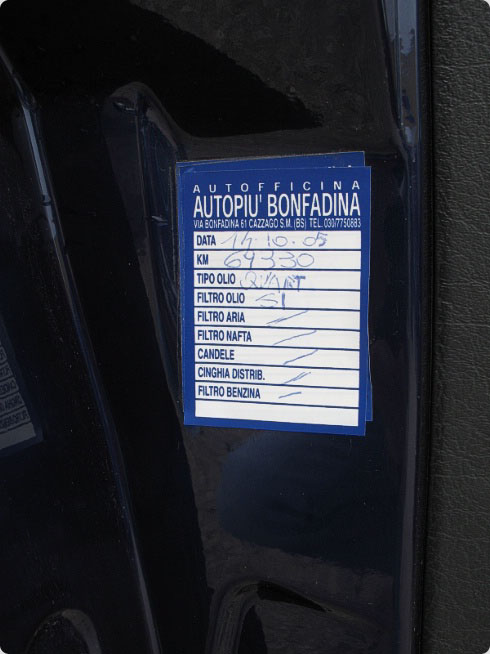 AUTOFFICINA
AUTOPIU' BONFADINA
VIA BONFADINA 61 CAZZAGO S.M. (BS) TEL. 030/7750883
DATA 14.10.05
KM 69330
TIPO OLIO
FILTRO OLIO SI
FILTRO ARIA —
FILTRO NAFTA —
CANDELE —
CINGHIA DISTRIB. —
FILTRO BENZINA —